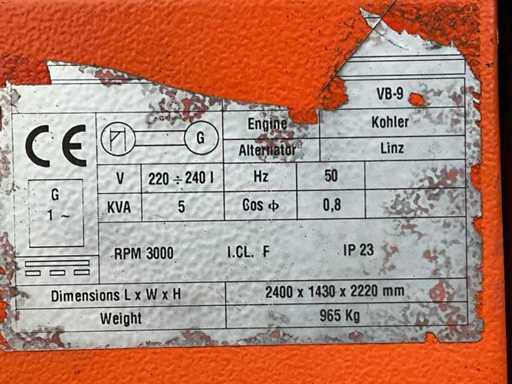 VB-9
CE G Engine Kohler
Alternator Linz
G
1 ~
V 220 ÷ 240 Hz 50
KVA 5 Cos ф 0,8
RPM 3000 I.CL. F IP 23
Dimensions L x W x H 2400 x 1430 x 2220 mm
Weight 965 Kg